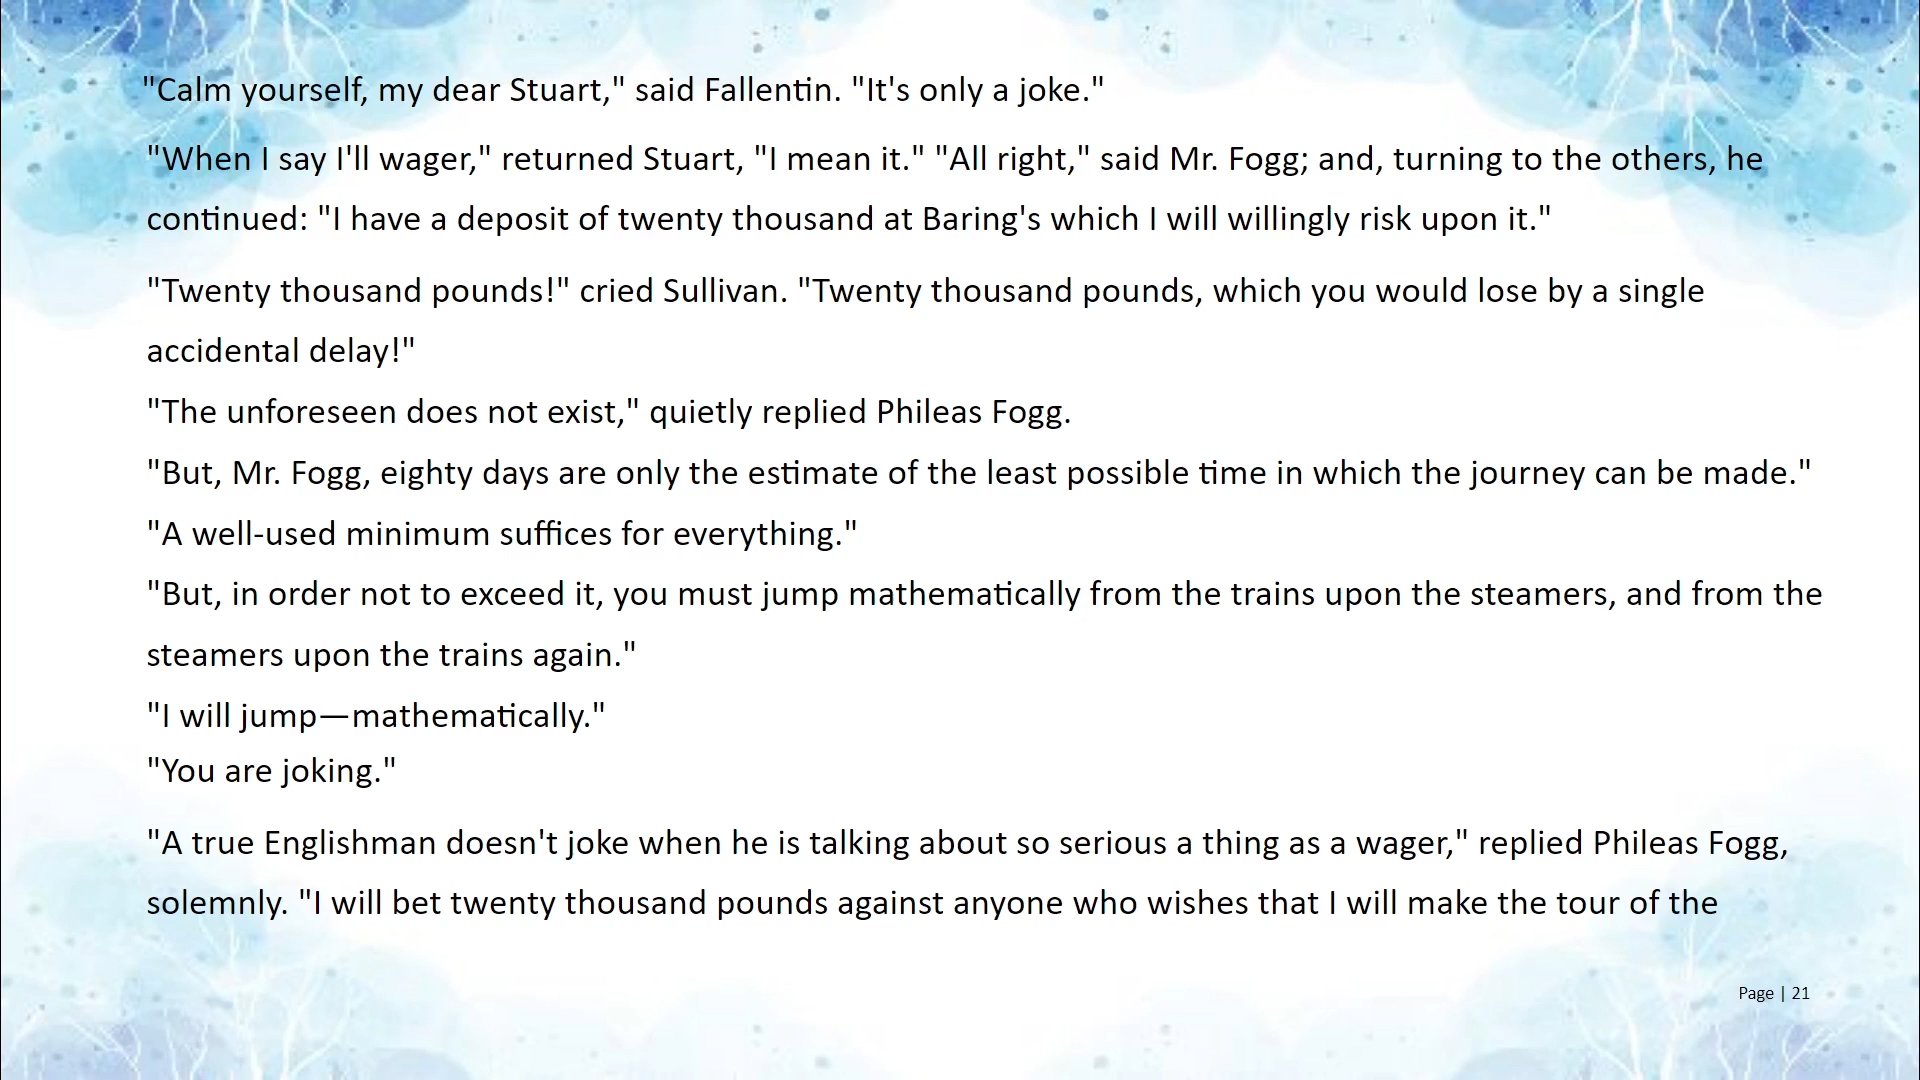 "Calm yourself, my dear Stuart," said Fallentin. "It's only a joke."
"When I say I'll wager," returned Stuart, "I mean it." "All right," said Mr. Fogg; and, turning to the others, he
continued: "I have a deposit of twenty thousand at Baring's which I will willingly risk upon it."
"Twenty thousand pounds!" cried Sullivan. "Twenty thousand pounds, which you would lose by a single
accidental delay!"
"The unforeseen does not exist," quietly replied Phileas Fogg.
"But, Mr. Fogg, eighty days are only the estimate of the least possible time in which the journey can be made."
"A well-used minimum suffices for everything."
"But, in order not to exceed it, you must jump mathematically from the trains upon the steamers, and from the
steamers upon the trains again."
"I will jump—mathematically."
"You are joking."
"A true Englishman doesn't joke when he is talking about so serious a thing as a wager," replied Phileas Fogg,
solemnly. "I will bet twenty thousand pounds against anyone who wishes that I will make the tour of the
Page | 21